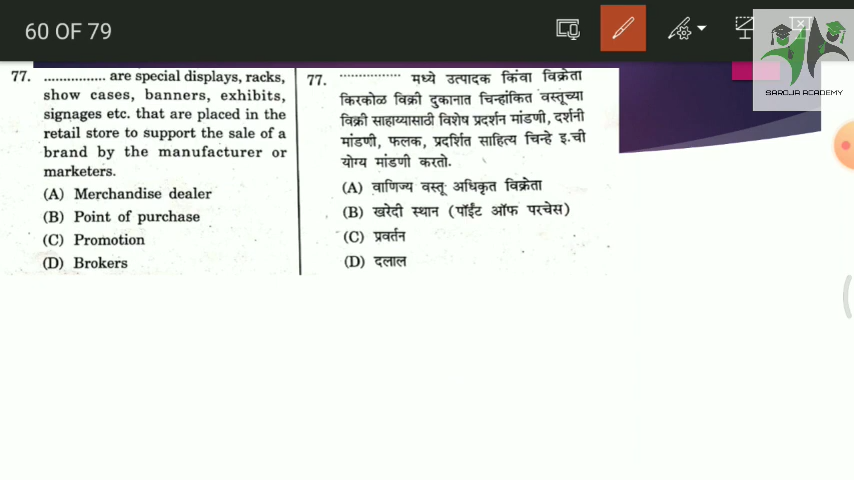 60 OF 79
SAROJA ACADEMY
77. ................ are special displays, racks,
show cases, banners, exhibits,
signages etc. that are placed in the
retail store to support the sale of a
brand by the manufacturer or
marketers.
(A) Merchandise dealer
(B) Point of purchase
(C) Promotion
(D) Brokers
77. ················ मध्ये उत्पादक किंवा विक्रेता
किरकोळ विक्री दुकानात चिन्हांकित वस्तूच्या
विक्री साहाय्यासाठी विशेष प्रदर्शन मांडणी, दर्शनी
मांडणी, फलक, प्रदर्शित साहित्य चिन्हे इ.ची
योग्य मांडणी करतो.
(A) वाणिज्य वस्तू अधिकृत विक्रेता
(B) खरेदी स्थान (पॉईंट ऑफ परचेस)
(C) प्रवर्तन
(D) दलाल